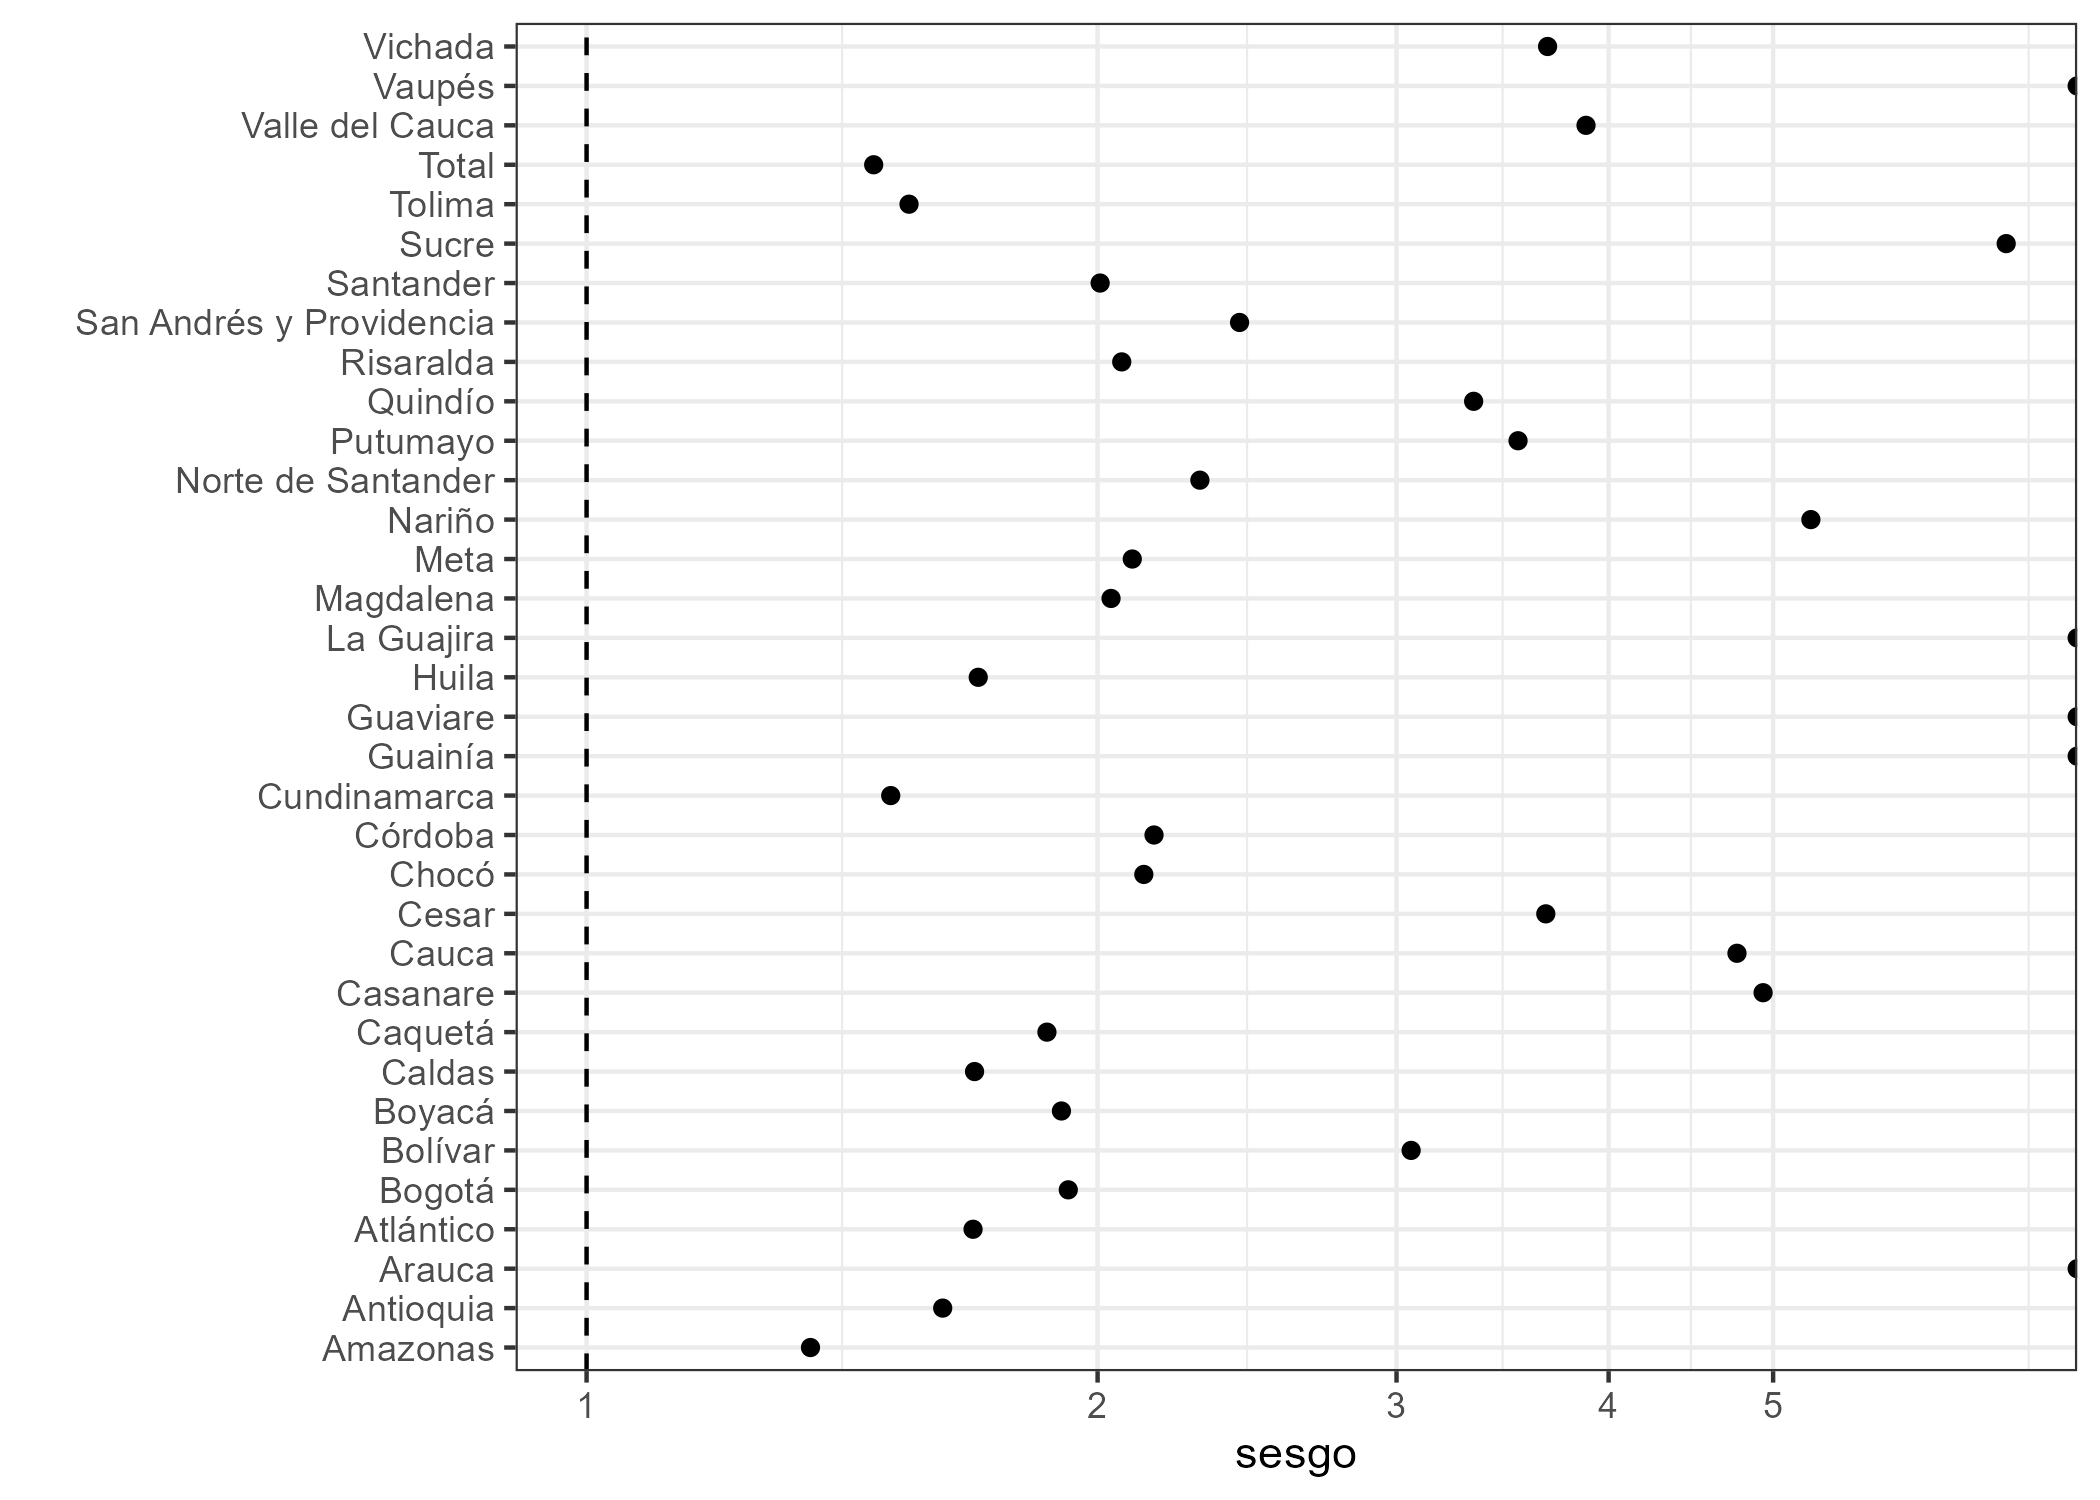 Vichada
Vaupés
Valle del Cauca
Total
Tolima
Sucre
Santander
San Andrés y Providencia
Risaralda
Quindío
Putumayo
Norte de Santander
Nariño
Meta
Magdalena
La Guajira
Huila
Guaviare
Guainía
Cundinamarca
Córdoba
Chocó
Cesar
Cauca
Casanare
Caquetá
Caldas
Boyacá
Bolívar
Bogotá
Atlántico
Arauca
Antioquia
Amazonas
1 2 3 4 5
sesgo